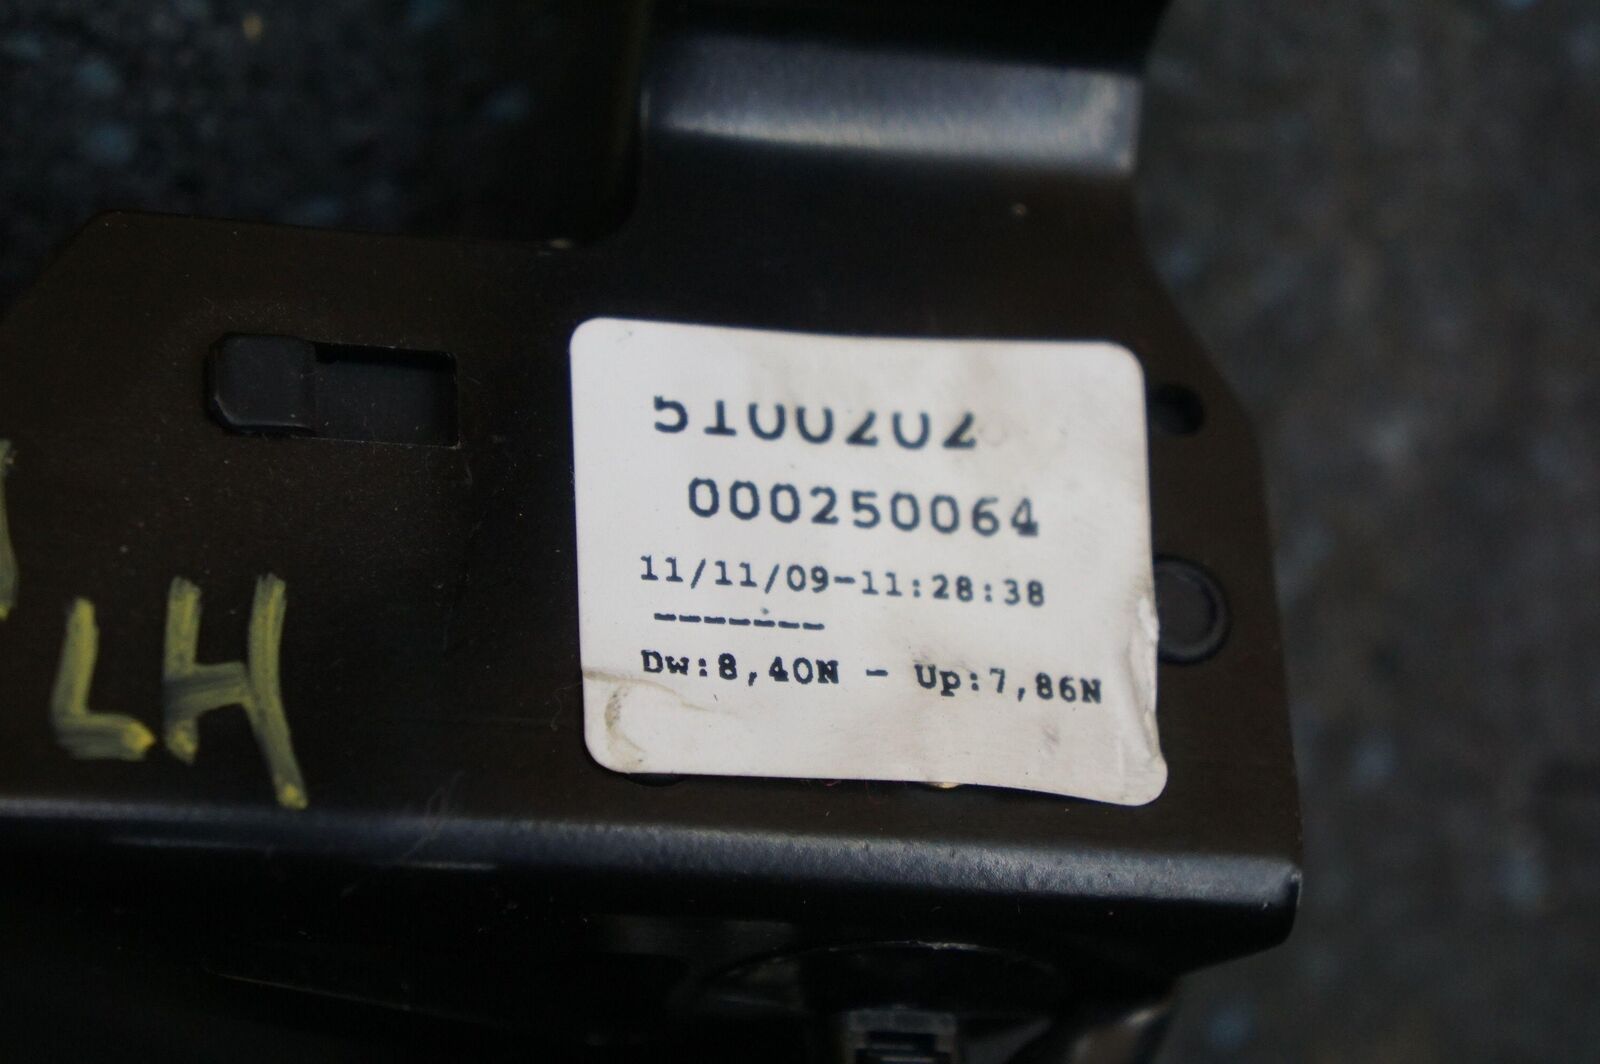 5100202
000250064
11/11/09-11:28:38
-------
Dw:8,40N - Up:7,86N
LH